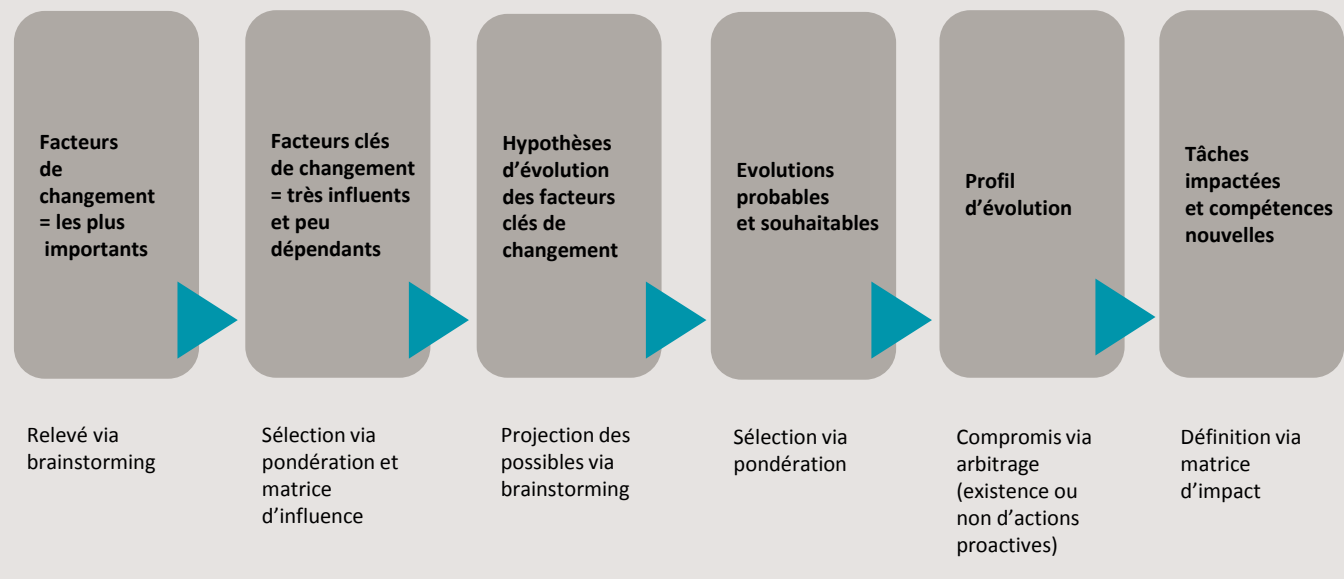 Facteurs
de
changement
= les plus
importants
Facteurs clés
de changement
= très influents
et peu
dépendants
Hypothèses
d’évolution
des facteurs
clés de
changement
Evolutions
probables
et souhaitables
Profil
d’évolution
Tâches
impactées
et compétences
nouvelles
Relevé via
brainstorming
Sélection via
pondération et
matrice
d’influence
Projection des
possibles via
brainstorming
Sélection via
pondération
Compromis via
arbitrage
(existence ou
non d’actions
proactives)
Définition via
matrice
d’impact